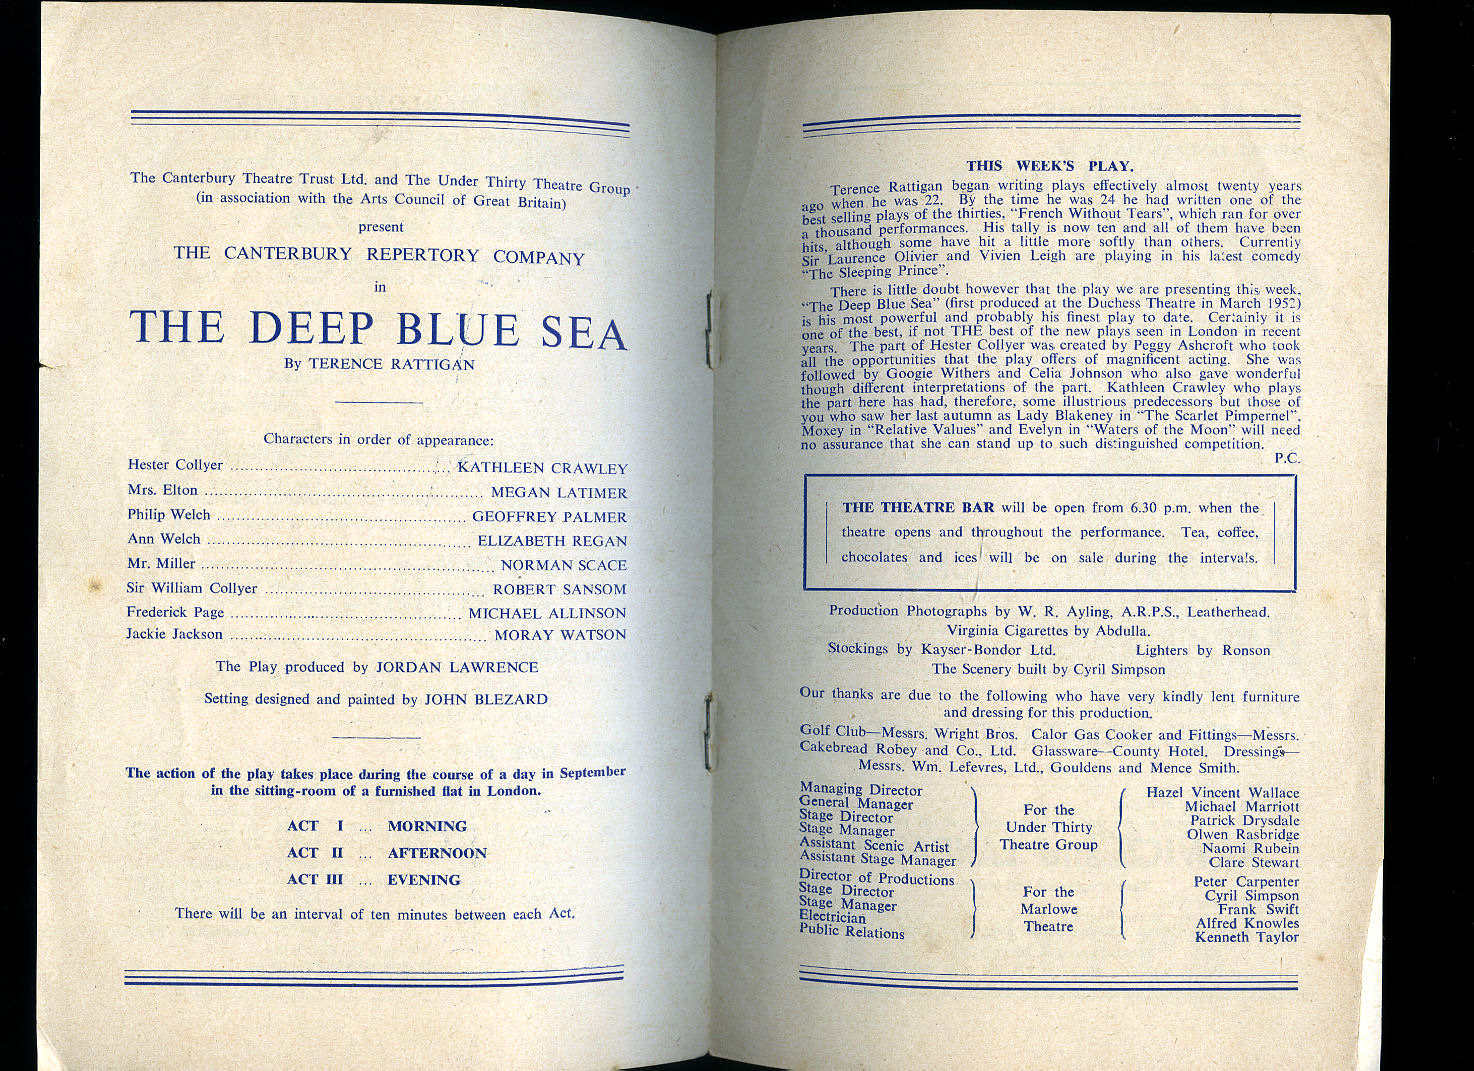 The Canterbury Theatre Trust Ltd. and The Under Thirty Theatre Group
(in association with the Arts Council of Great Britain)
present
THE CANTERBURY REPERTORY COMPANY
in
THE DEEP BLUE SEA
By TERENCE RATTIGAN
Characters in order of appearance:
Hester Collyer ........................................ KATHLEEN CRAWLEY
Mrs. Elton ........................................ MEGAN LATIMER
Philip Welch ........................................ GEOFFREY PALMER
Ann Welch ........................................ ELIZABETH REGAN
Mr. Miller ........................................ NORMAN SCACE
Sir William Collyer ........................................ ROBERT SANSOM
Frederick Page ........................................ MICHAEL ALLINSON
Jackie Jackson ........................................ MORAY WATSON
The Play produced by JORDAN LAWRENCE
Setting designed and painted by JOHN BLEZARD
The action of the play takes place during the course of a day in September
in the sitting-room of a furnished flat in London.
ACT I ... MORNING
ACT II ... AFTERNOON
ACT III ... EVENING
There will be an interval of ten minutes between each Act.
THIS WEEK'S PLAY.
Terence Rattigan began writing plays effectively almost twenty years
ago when he was 22. By the time he was 24 he had written one of the
best selling plays of the thirties, "French Without Tears", which ran for over
a thousand performances. His tally is now ten and all of them have been
hits, although some have hit a little more softly than others. Currently
Sir Laurence Olivier and Vivien Leigh are playing in his latest comedy
"The Sleeping Prince".
There is little doubt however that the play we are presenting this week,
"The Deep Blue Sea" (first produced at the Duchess Theatre in March 1952)
is his most powerful and probably his finest play to date. Certainly it is
one of the best, if not THE best of the new plays seen in London in recent
years. The part of Hester Collyer was created by Peggy Ashcroft who took
all the opportunities that the play offers of magnificent acting. She was
followed by Googie Withers and Celia Johnson who also gave wonderful
though different interpretations of the part. Kathleen Crawley who plays
the part here has had, therefore, some illustrious predecessors but those of
you who saw her last autumn as Lady Blakeney in "The Scarlet Pimpernel",
Moxey in "Relative Values" and Evelyn in "Waters of the Moon" will need
no assurance that she can stand up to such distinguished competition.
P.C.
THE THEATRE BAR will be open from 6.30 p.m. when the
theatre opens and throughout the performance. Tea, coffee,
chocolates and ices will be on sale during the intervals.
Production Photographs by W. R. Ayling, A.R.P.S., Leatherhead.
Virginia Cigarettes by Abdulla.
Stockings by Kayser-Bondor Ltd. Lighters by Ronson
The Scenery built by Cyril Simpson
Our thanks are due to the following who have very kindly lent furniture
and dressing for this production.
Golf Club—Messrs. Wright Bros. Calor Gas Cooker and Fittings—Messrs.
Cakebread Robey and Co., Ltd. Glassware—County Hotel. Dressings—
Messrs. Wm. Lefevres, Ltd., Gouldens and Mence Smith.
Managing Director Hazel Vincent Wallace
General Manager For the Michael Marriott
Stage Director Patrick Drysdale
Stage Manager Under Thirty Olwen Rasbridge
Assistant Scenic Artist Theatre Group Naomi Rubein
Assistant Stage Manager Clare Stewart
Director of Productions Peter Carpenter
Stage Director For the Cyril Simpson
Stage Manager Marlowe Frank Swift
Electrician Theatre Alfred Knowles
Public Relations Kenneth Taylor